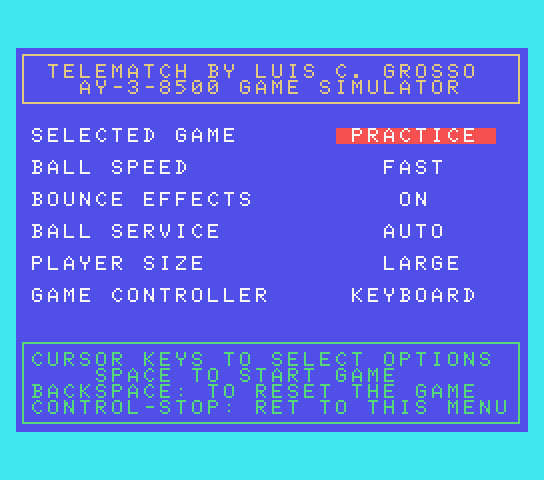 TELEMATCH BY LUIS C. GROSSO
AY-3-8500 GAME SIMULATOR
SELECTED GAME PRACTICE
BALL SPEED FAST
BOUNCE EFFECTS ON
BALL SERVICE AUTO
PLAYER SIZE LARGE
GAME CONTROLLER KEYBOARD
CURSOR KEYS TO SELECT OPTIONS
SPACE TO START GAME
BACKSPACE: TO RESET THE GAME
CONTROL-STOP: RET TO THIS MENU